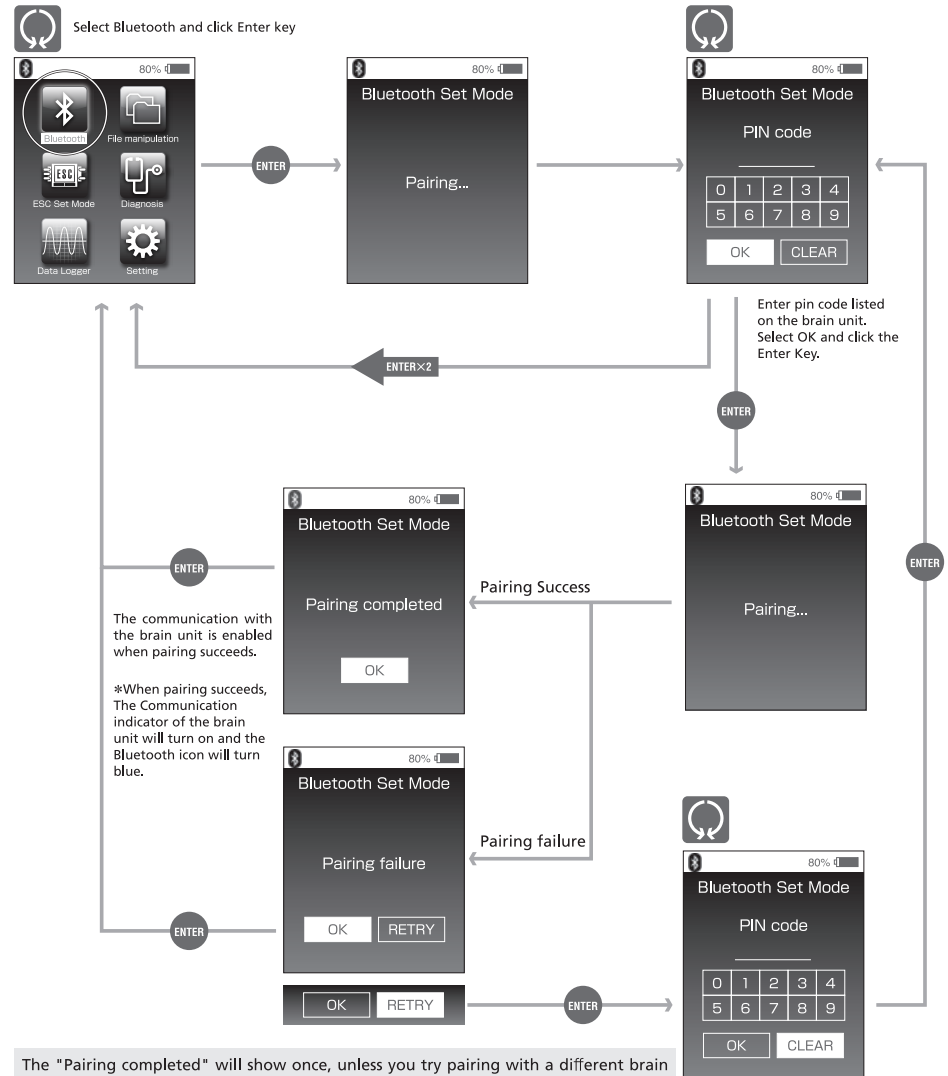 Select Bluetooth and click Enter key
80%
Bluetooth
File manipulation
ESC
ESC Set Mode
Diagnosis
Data Logger
Setting
ENTER
80%
Bluetooth Set Mode
Pairing...
80%
Bluetooth Set Mode
PIN code
0 1 2 3 4
5 6 7 8 9
OK CLEAR
Enter pin code listed
on the brain unit.
Select OK and click the
Enter Key.
ENTER×2
ENTER
80%
Bluetooth Set Mode
Pairing...
ENTER
Pairing Success
80%
Bluetooth Set Mode
Pairing completed
OK
ENTER
The communication with
the brain unit is enabled
when pairing succeeds.
*When pairing succeeds,
The Communication
indicator of the brain
unit will turn on and the
Bluetooth icon will turn
blue.
Pairing failure
80%
Bluetooth Set Mode
Pairing failure
OK RETRY
ENTER
OK RETRY
ENTER
80%
Bluetooth Set Mode
PIN code
0 1 2 3 4
5 6 7 8 9
OK CLEAR
The "Pairing completed" will show once, unless you try pairing with a different brain